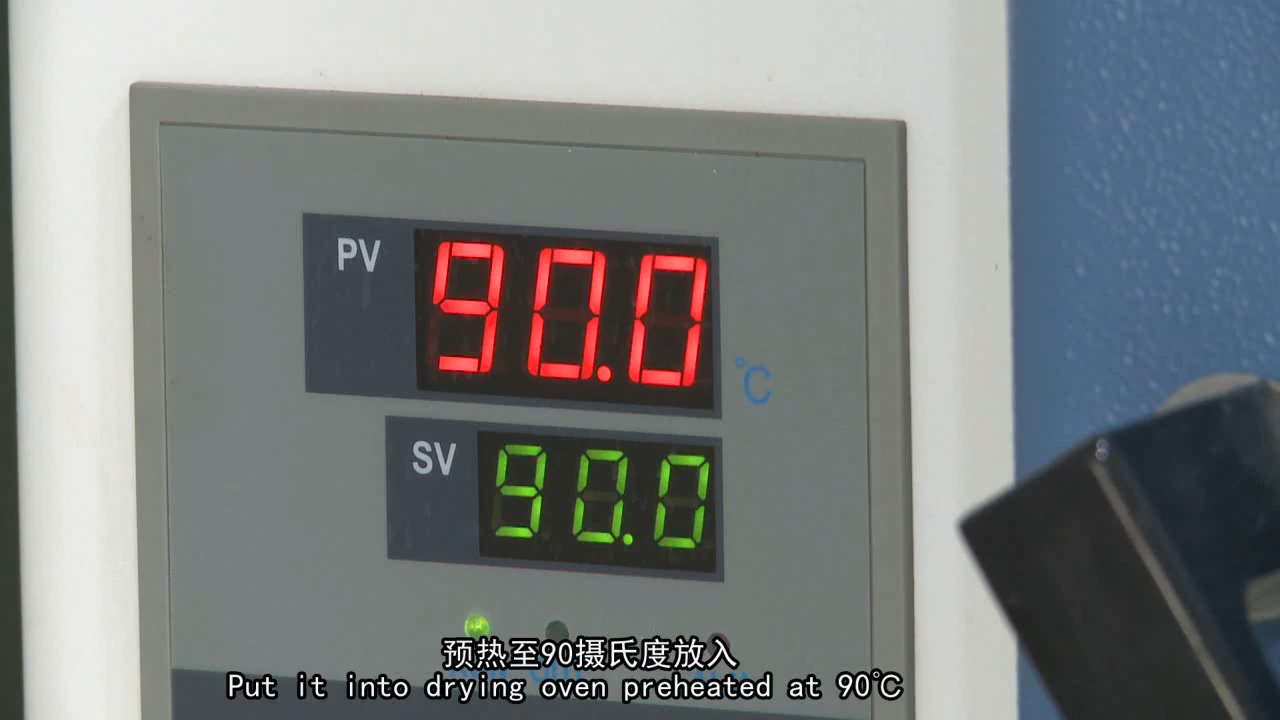 PV
90.0
℃
SV
90.0
预热至90摄氏度放入
Put it into drying oven preheated at 90℃